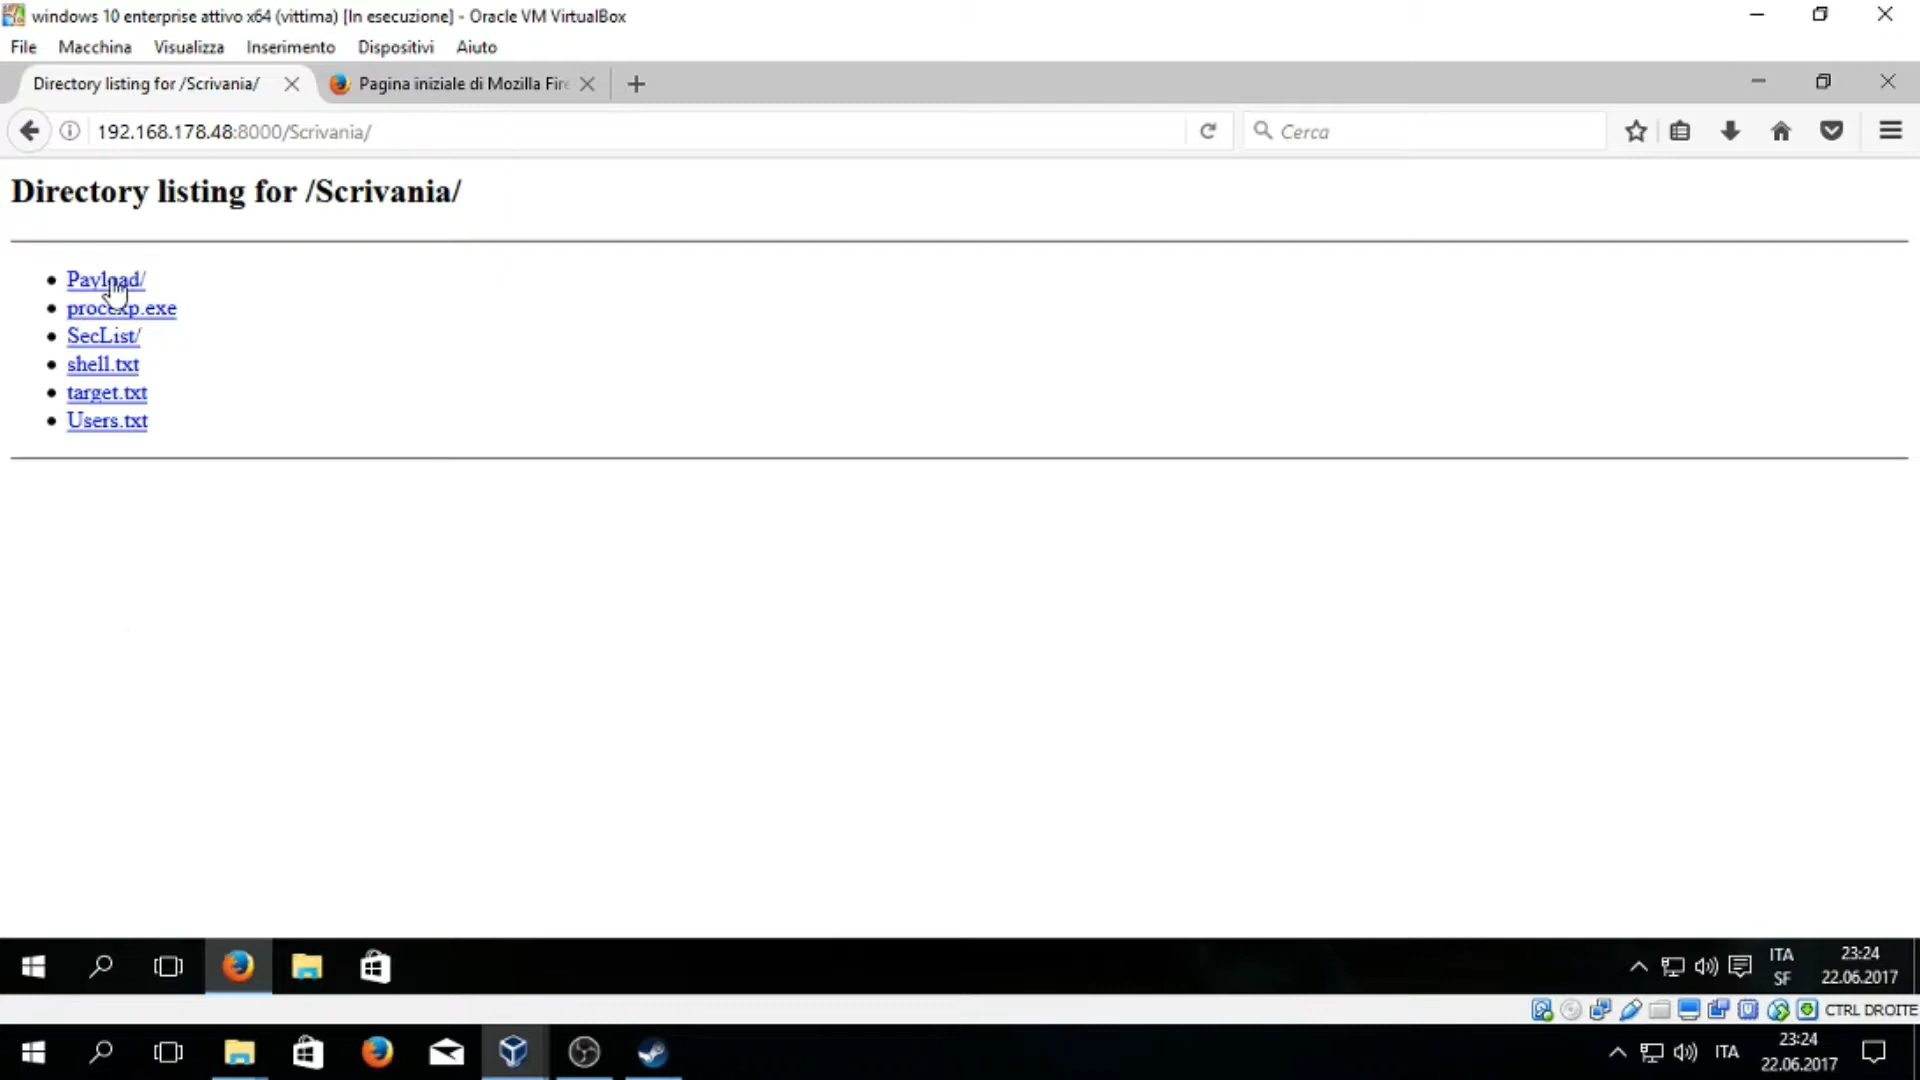 windows 10 enterprise attivo x64 (vittima) [In esecuzione] - Oracle VM VirtualBox
File Macchina Visualizza Inserimento Dispositivi Aiuto
Directory listing for /Scrivania/ Pagina iniziale di Mozilla Fire
192.168.178.48:8000/Scrivania/ Cerca
Directory listing for /Scrivania/
Payload/
procexp.exe
SecList/
shell.txt
target.txt
Users.txt
ITA 23:24
SF 22.06.2017
CTRL DROITE
ITA 23:24
22.06.2017